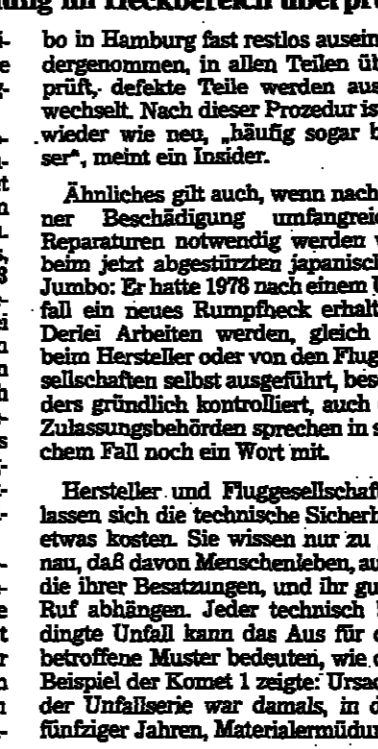 im Heckbereich
bo in Hamburg fast restlos ausein-
dergenommen, in allen Teilen üb
prüft, defekte Teile werden aus
wechselt. Nach dieser Prozedur is
wieder wie neu, „häufig sogar b
ser“, meint ein Insider.
Ähnliches gilt auch, wenn nach
ner Beschädigung umfangreic
Reparaturen notwendig werden w
beim jetzt abgestürzten japanisch
Jumbo: Er hatte 1978 nach einem U
fall ein neues Rumpfheck erhalt
Derlei Arbeiten werden, gleich
beim Hersteller oder von den Flug
sellschaften selbst ausgeführt, beso
ders gründlich kontrolliert, auch
Zulassungsbehörden sprechen in s
chem Fall noch ein Wort mit.
Hersteller und Fluggesellschaf
lassen sich die technische Sicherh
etwas kosten. Sie wissen nur zu
nau, daß davon Menschenleben, au
die ihrer Besatzungen, und ihr gu
Ruf abhängen. Jeder technisch
dingte Unfall kann das Aus für
betroffene Muster bedeuten, wie
Beispiel der Komet 1 zeigte: Ursac
der Unfallserie war damals, in d
fünfziger Jahren, Materialermüdu